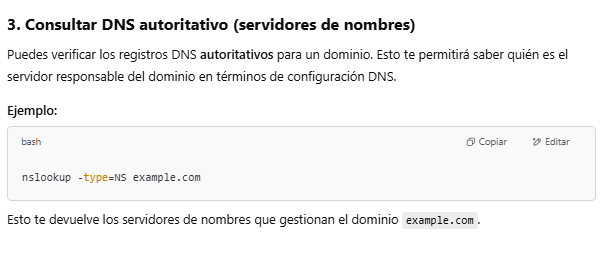 3. Consultar DNS autoritativo (servidores de nombres)
Puedes verificar los registros DNS autoritativos para un dominio. Esto te permitirá saber quién es el
servidor responsable del dominio en términos de configuración DNS.
Ejemplo:
bash
Copiar
Editar
nslookup -type=NS example.com
Esto te devuelve los servidores de nombres que gestionan el dominio example.com.